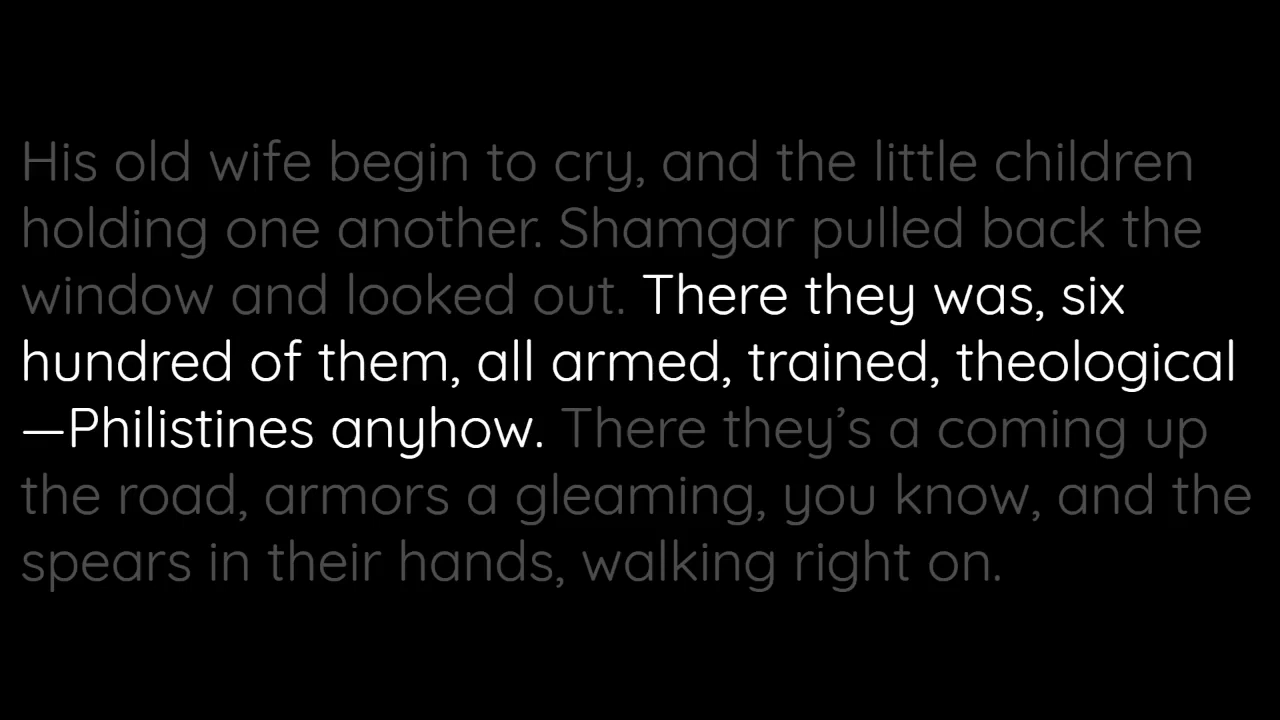 His old wife begin to cry, and the little children
holding one another. Shamgar pulled back the
window and looked out. There they was, six
hundred of them, all armed, trained, theological
—Philistines anyhow. There they’s a coming up
the road, armors a gleaming, you know, and the
spears in their hands, walking right on.